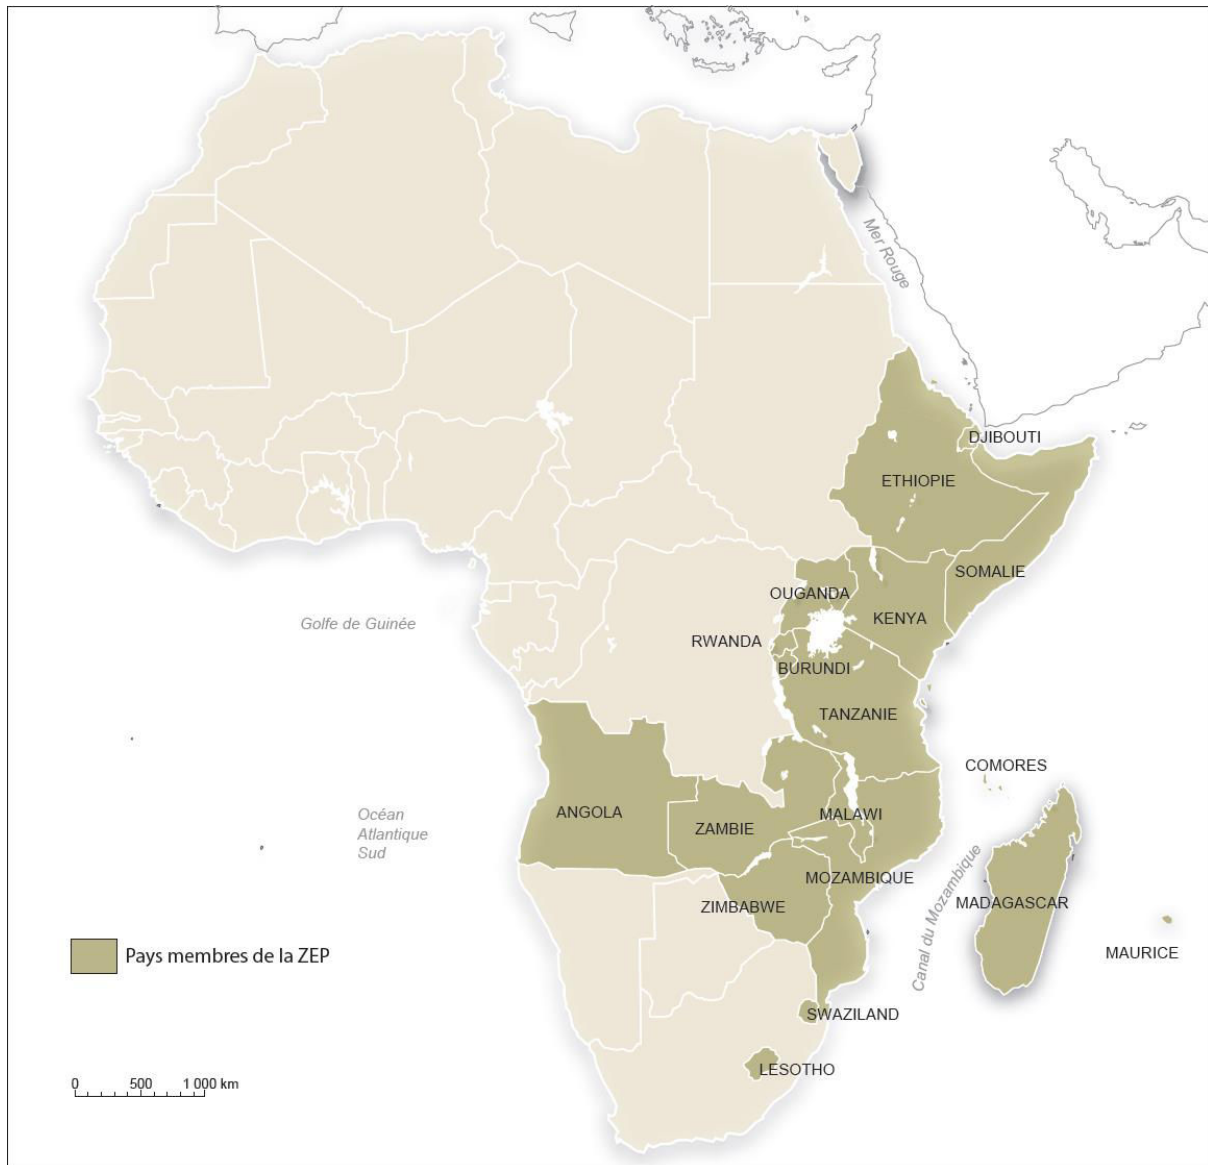 Mer Rouge
DJIBOUTI
ETHIOPIE
SOMALIE
OUGANDA
KENYA
Golfe de Guinée
RWANDA
BURUNDI
TANZANIE
COMORES
ANGOLA
Océan
Atlantique
Sud
ZAMBIE
MALAWI
MOZAMBIQUE
Canal du Mozambique
ZIMBABWE
MADAGASCAR
MAURICE
Pays membres de la ZEP
SWAZILAND
LESOTHO
0 500 1 000 km